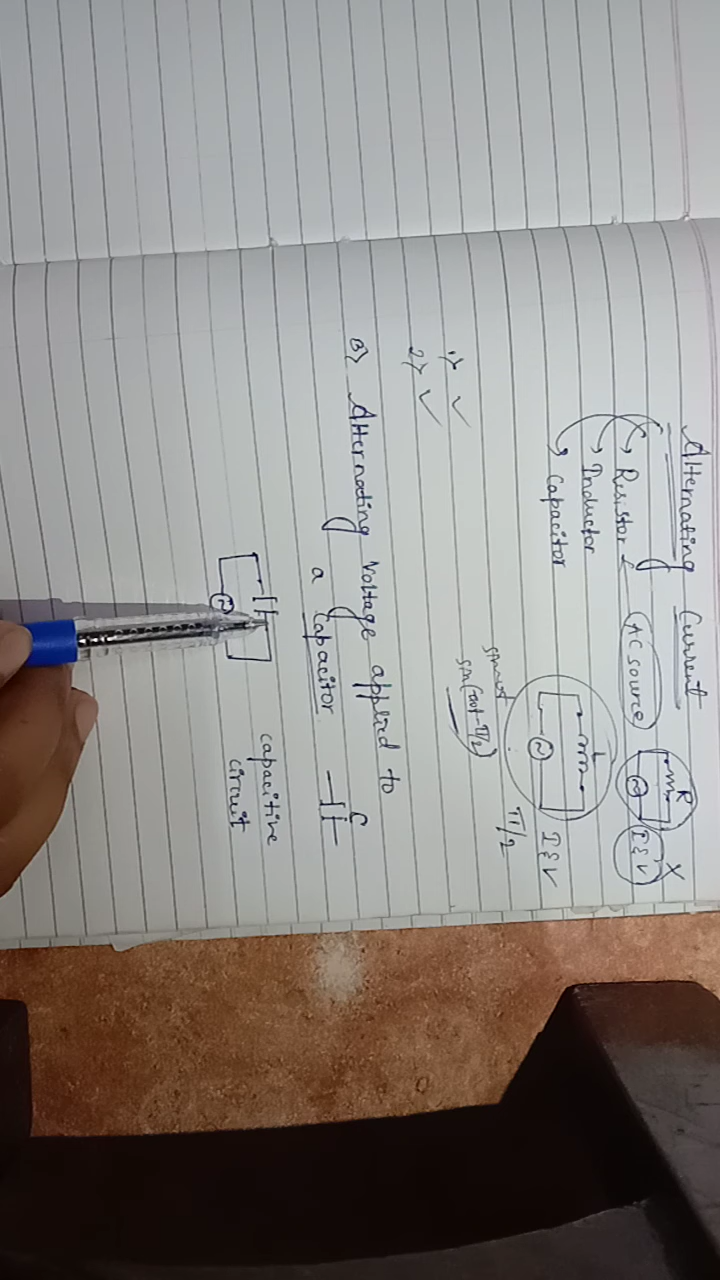 Alternating Current
Resistor
AC source
R
I & V
X
Inductor
Capacitor
L
I & V
π/2
sinωt
sin(ωt-π/2)
1) ✓
2) ✓
3) Alternating Voltage applied to
a Capacitor
C
capacitive
circuit